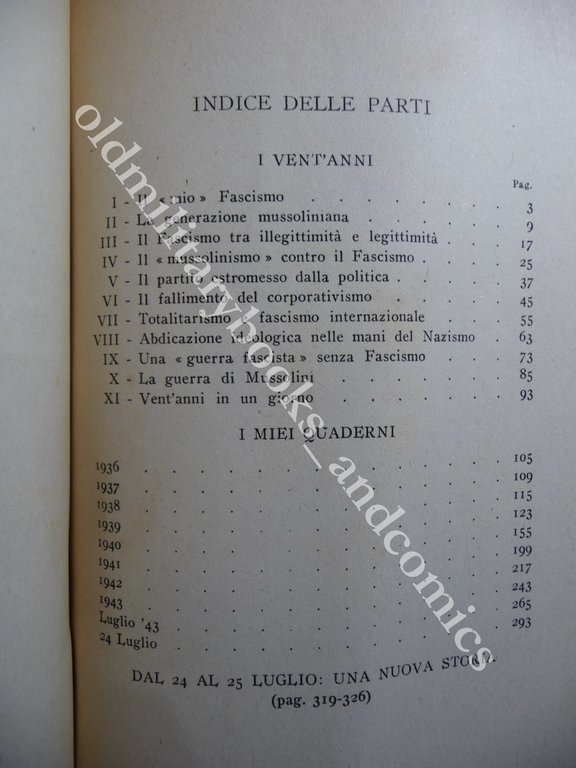 INDICE DELLE PARTI
I VENT'ANNI
Pag.
I - Il « mio » Fascismo . . . . . . 3
II - La generazione mussoliniana . . . . 9
III - Il Fascismo tra illegittimità e legittimità . . . 17
IV - Il « mussolinismo » contro il Fascismo . . . 25
V - Il partito estromesso dalla politica . . . . 37
VI - Il fallimento del corporativismo . . . . 45
VII - Totalitarismo e fascismo internazionale . . . 55
VIII - Abdicazione ideologica nelle mani del Nazismo . 63
IX - Una « guerra fascista » senza Fascismo . . . 73
X - La guerra di Mussolini . . . . . 85
XI - Vent'anni in un giorno . . . . . 93
I MIEI QUADERNI
1936 . . . . . . . . . . 105
1937 . . . . . . . . . . 109
1938 . . . . . . . . . . 115
1939 . . . . . . . . . . 123
1940 . . . . . . . . . . 155
1941 . . . . . . . . . . 199
1942 . . . . . . . . . . 217
1943 . . . . . . . . . . 243
Luglio '43 . . . . . . . . . 265
24 Luglio . . . . . . . . . 293
DAL 24 AL 25 LUGLIO: UNA NUOVA STORIA
(pag. 319-326)
oldmilitarybooks_andcomics